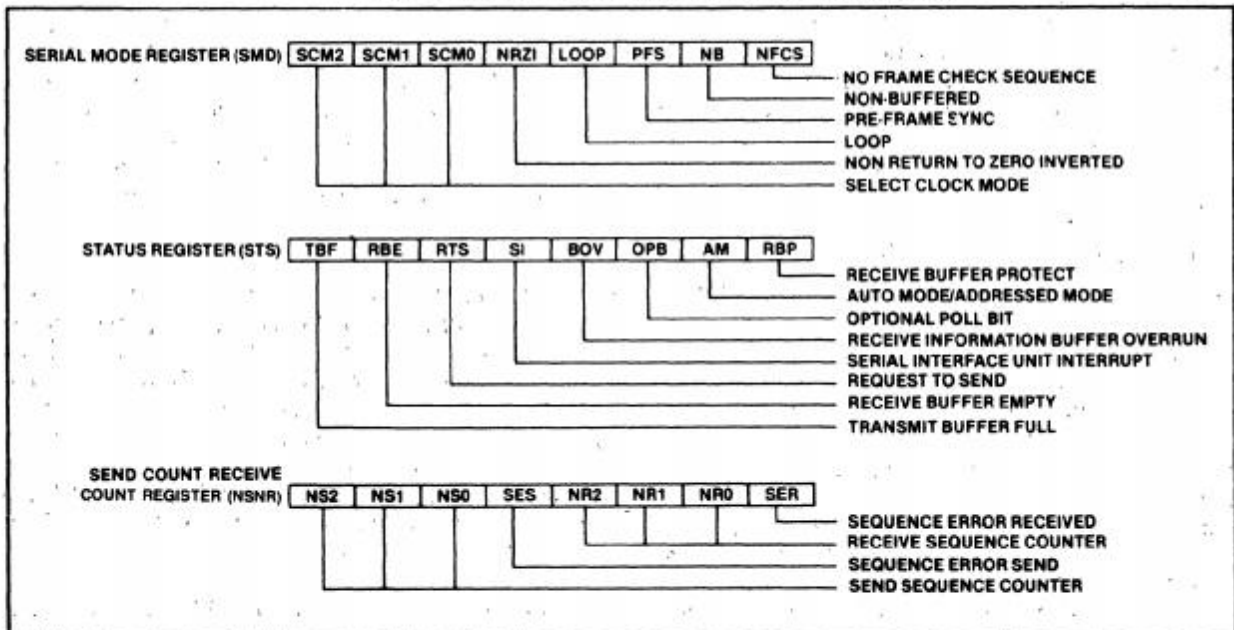 SERIAL MODE REGISTER (SMD) SCM2 SCM1 SCM0 NRZI LOOP PFS NB NFCS
NO FRAME CHECK SEQUENCE
NON-BUFFERED
PRE-FRAME SYNC
LOOP
NON RETURN TO ZERO INVERTED
SELECT CLOCK MODE
STATUS REGISTER (STS) TBF RBE RTS SI BOV OPB AM RBP
RECEIVE BUFFER PROTECT
AUTO MODE/ADDRESSED MODE
OPTIONAL POLL BIT
RECEIVE INFORMATION BUFFER OVERRUN
SERIAL INTERFACE UNIT INTERRUPT
REQUEST TO SEND
RECEIVE BUFFER EMPTY
TRANSMIT BUFFER FULL
SEND COUNT RECEIVE
COUNT REGISTER (NSNR) NS2 NS1 NS0 SES NR2 NR1 NR0 SER
SEQUENCE ERROR RECEIVED
RECEIVE SEQUENCE COUNTER
SEQUENCE ERROR SEND
SEND SEQUENCE COUNTER